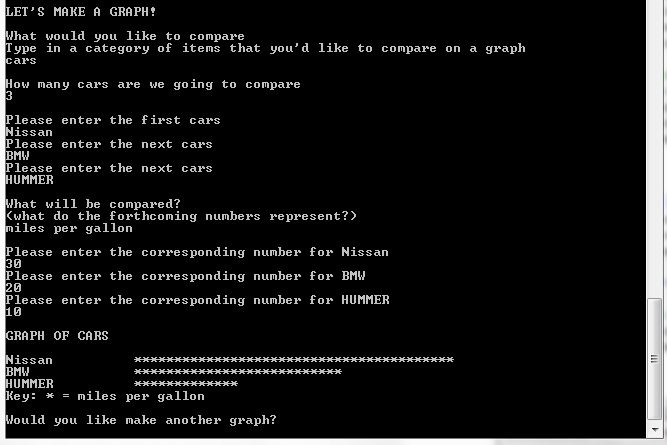 LET'S MAKE A GRAPH!
What would you like to compare
Type in a category of items that you'd like to compare on a graph
cars
How many cars are we going to compare
3
Please enter the first cars
Nissan
Please enter the next cars
BMW
Please enter the next cars
HUMMER
What will be compared?
(what do the forthcoming numbers represent?)
miles per gallon
Please enter the corresponding number for Nissan
30
Please enter the corresponding number for BMW
20
Please enter the corresponding number for HUMMER
10
GRAPH OF CARS
Nissan          ****************************************
BMW             **************************
HUMMER          *************
Key: * = miles per gallon
Would you like make another graph?